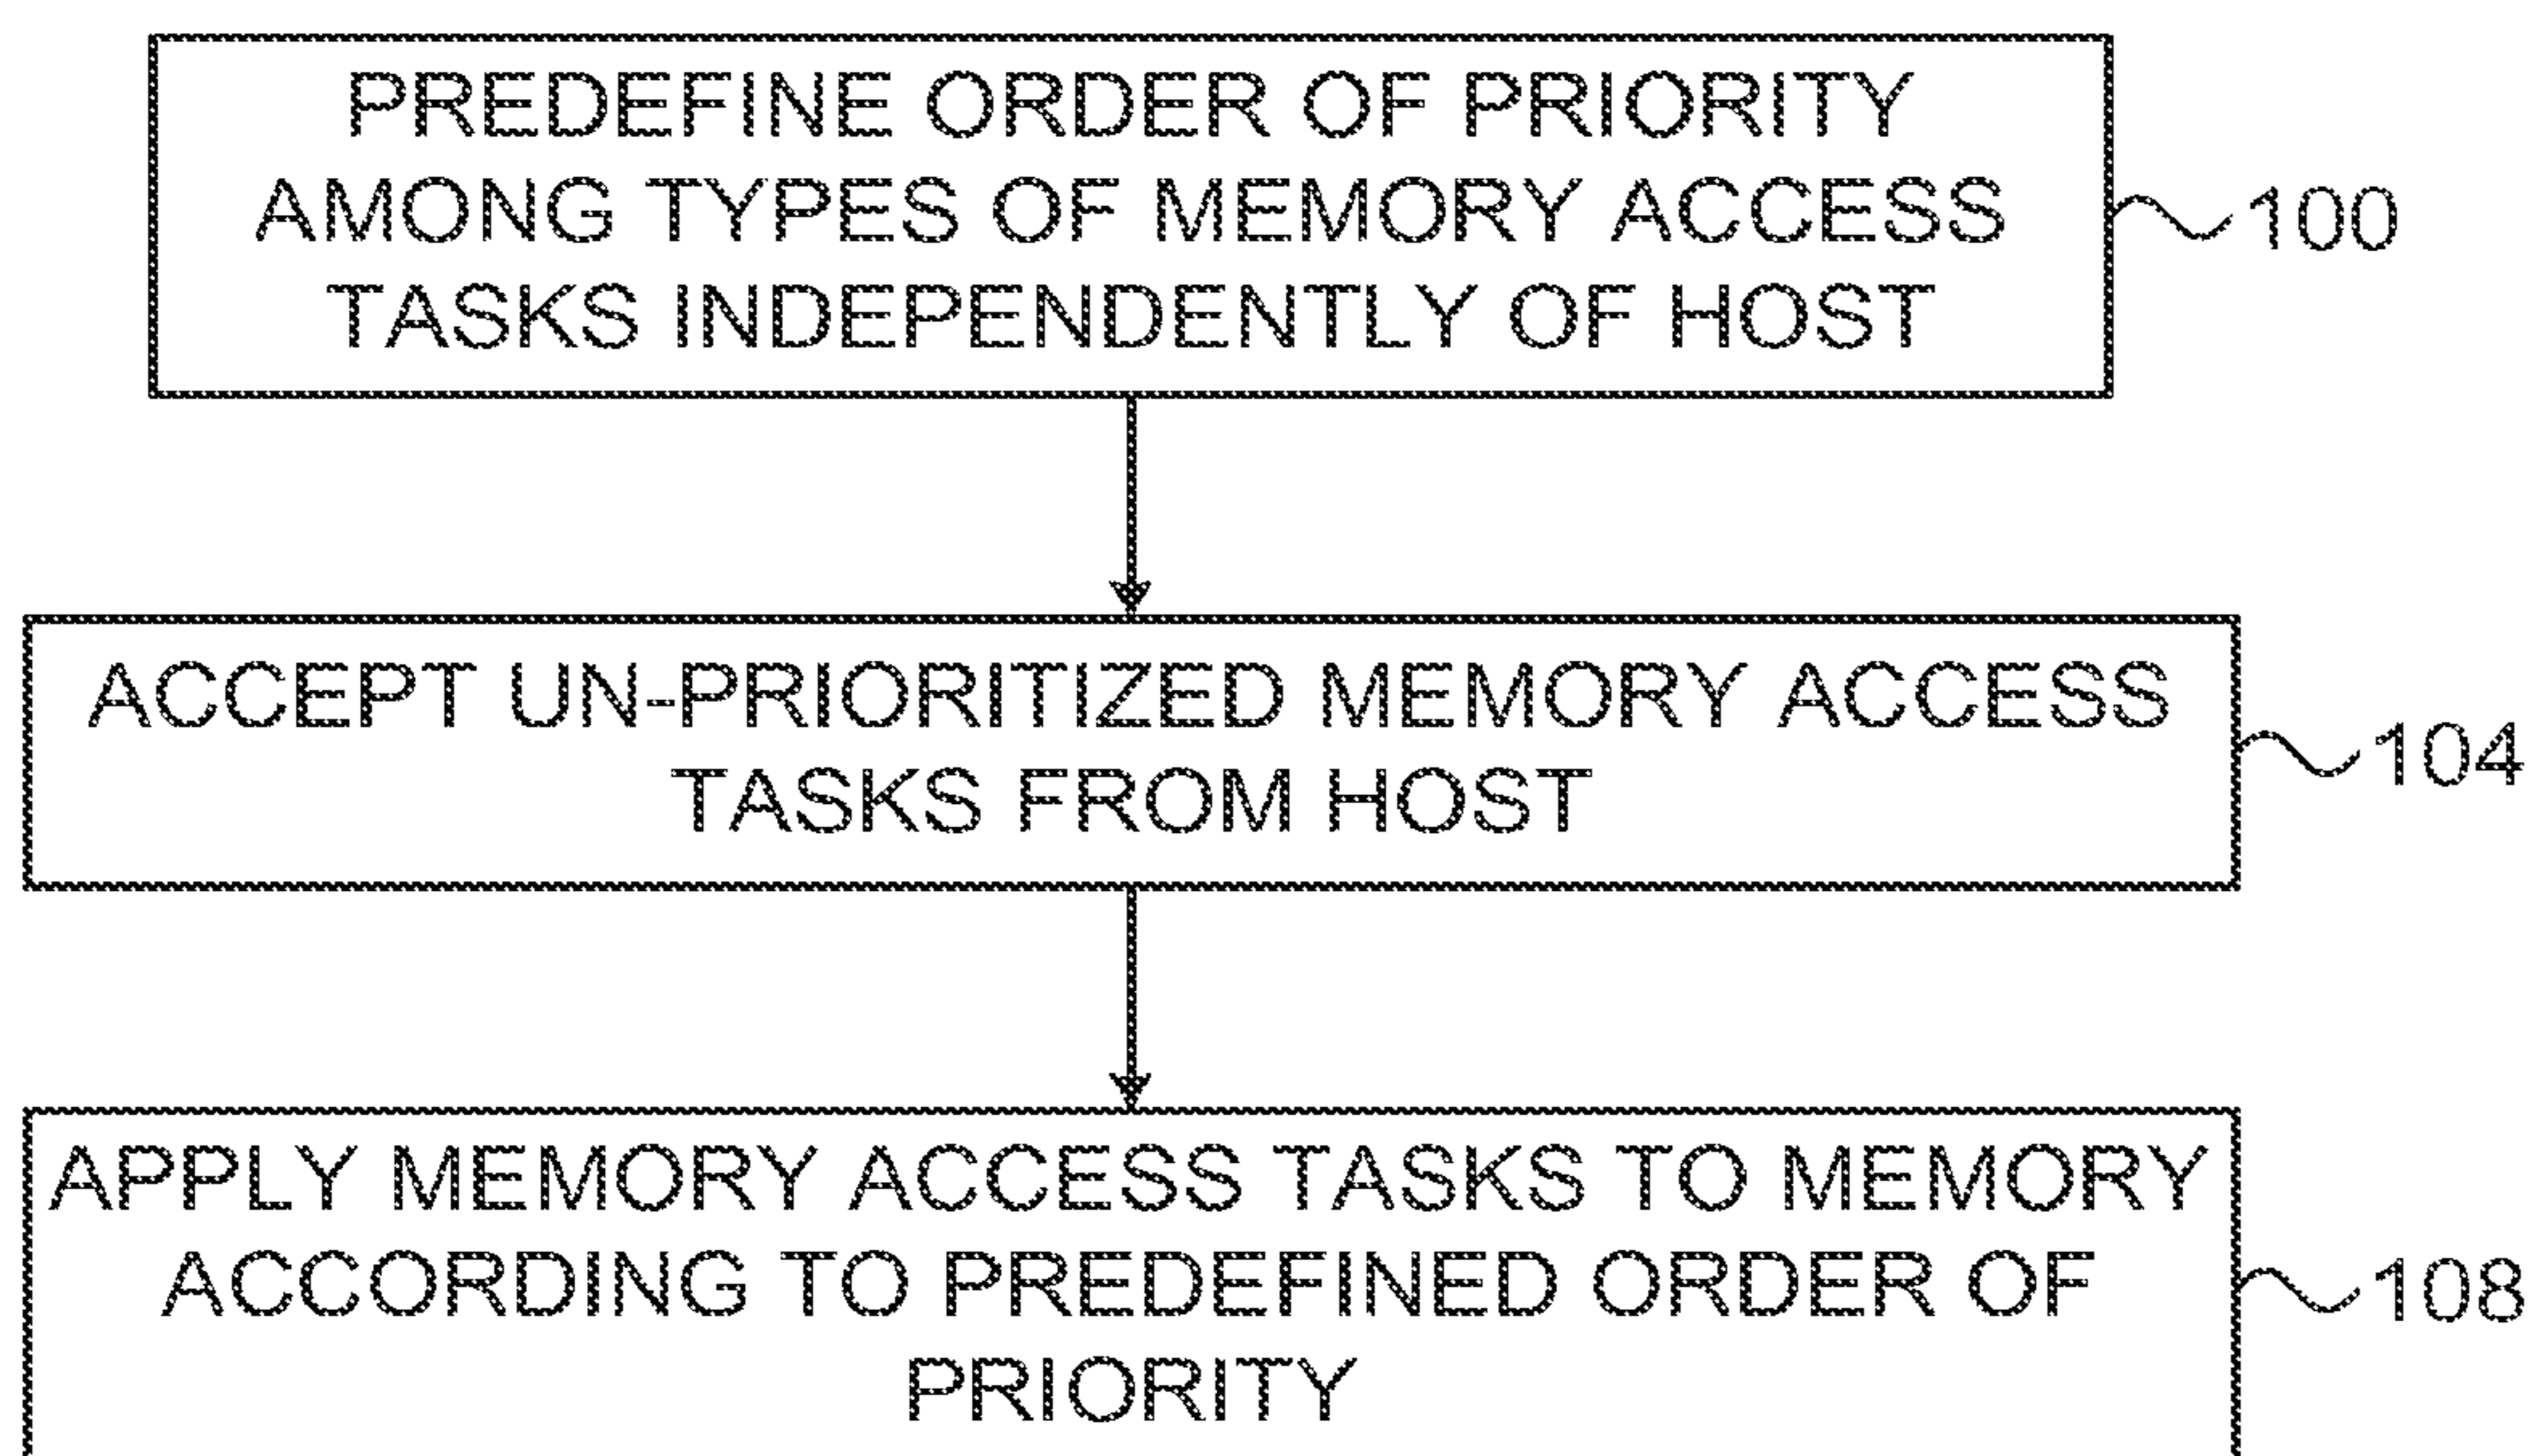 PREDEFINE ORDER OF PRIORITY
AMONG TYPES OF MEMORY ACCESS
TASKS INDEPENDENTLY OF HOST
100
ACCEPT UN-PRIORITIZED MEMORY ACCESS
TASKS FROM HOST
104
APPLY MEMORY ACCESS TASKS TO MEMORY
ACCORDING TO PREDEFINED ORDER OF
PRIORITY
108